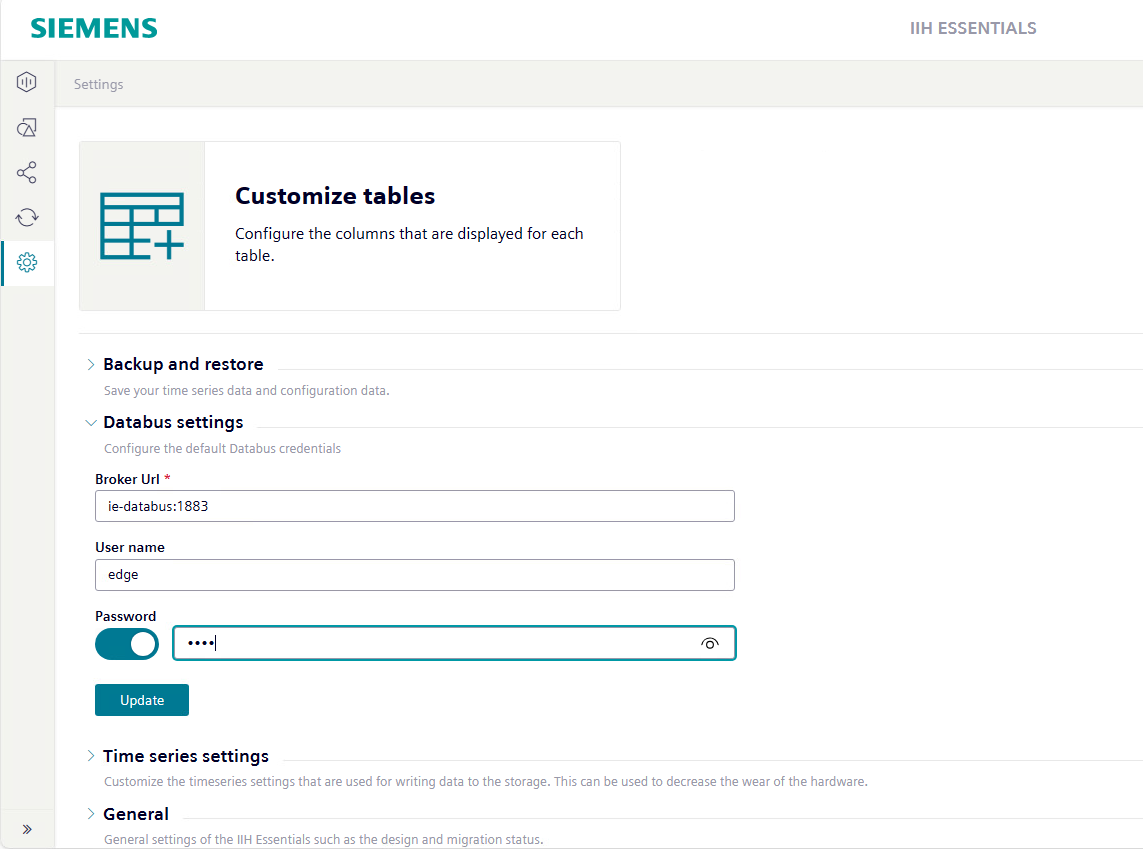 SIEMENS
IIH ESSENTIALS
Settings
Customize tables
Configure the columns that are displayed for each
table.
Backup and restore
Save your time series data and configuration data.
Databus settings
Configure the default Databus credentials
Broker Url *
ie-databus:1883
User name
edge
Password
••••
Update
Time series settings
Customize the timeseries settings that are used for writing data to the storage. This can be used to decrease the wear of the hardware.
General
General settings of the IIH Essentials such as the design and migration status.